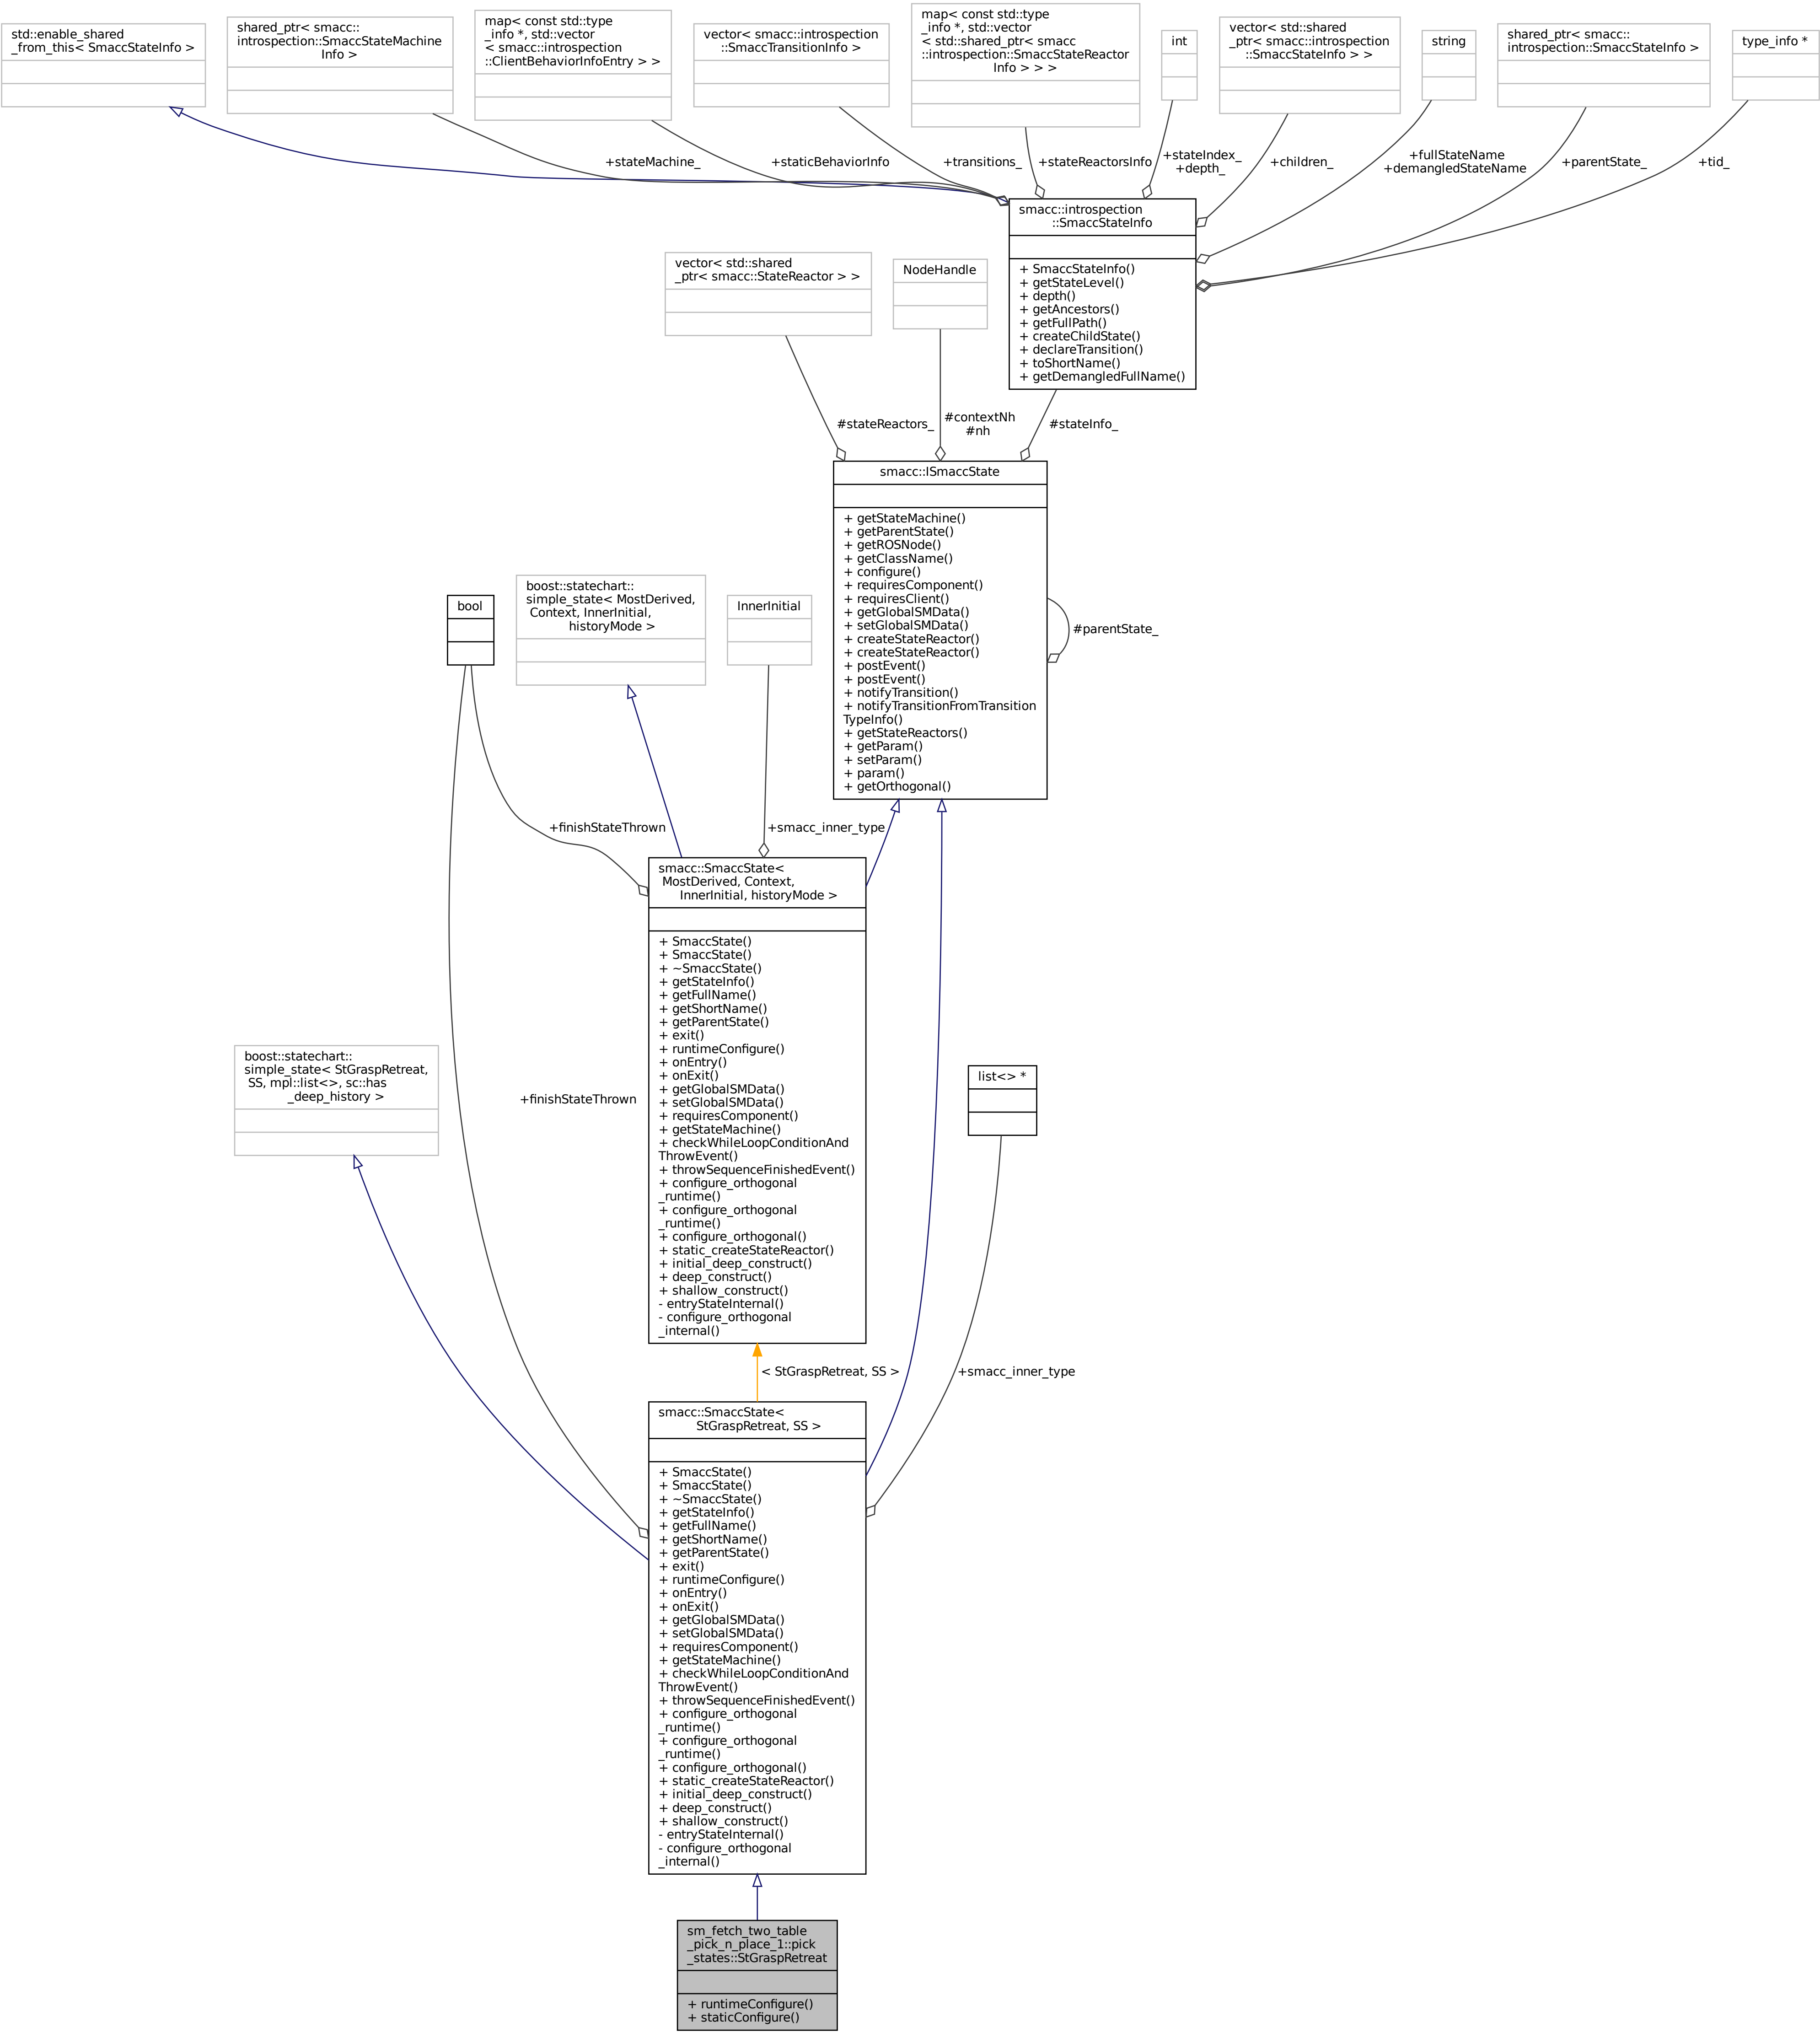 std::enable_shared
_from_this< SmaccStateInfo >
shared_ptr< smacc::
introspection::SmaccStateMachine
Info >
map< const std::type
_info *, std::vector
< smacc::introspection
::ClientBehaviorInfoEntry > >
vector< smacc::introspection
::SmaccTransitionInfo >
map< const std::type
_info *, std::vector
< std::shared_ptr< smacc
::introspection::SmaccStateReactor
Info > > >
int
vector< std::shared
_ptr< smacc::introspection
::SmaccStateInfo > >
string
shared_ptr< smacc::
introspection::SmaccStateInfo >
type_info *
+stateMachine_
+staticBehaviorInfo
+transitions_
+stateReactorsInfo
+stateIndex_
+depth_
+children_
+fullStateName
+demangledStateName
+parentState_
+tid_
smacc::introspection
::SmaccStateInfo
+ SmaccStateInfo()
+ getStateLevel()
+ depth()
+ getAncestors()
+ getFullPath()
+ createChildState()
+ declareTransition()
+ toShortName()
+ getDemangledFullName()
vector< std::shared
_ptr< smacc::StateReactor > >
NodeHandle
#stateReactors_
#contextNh
#nh
#stateInfo_
smacc::ISmaccState
+ getStateMachine()
+ getParentState()
+ getROSNode()
+ getClassName()
+ configure()
+ requiresComponent()
+ requiresClient()
+ getGlobalSMData()
+ setGlobalSMData()
+ createStateReactor()
+ createStateReactor()
+ postEvent()
+ postEvent()
+ notifyTransition()
+ notifyTransitionFromTransition
TypeInfo()
+ getStateReactors()
+ getParam()
+ setParam()
+ param()
+ getOrthogonal()
#parentState_
bool
boost::statechart::
simple_state< MostDerived,
Context, InnerInitial,
historyMode >
InnerInitial
+finishStateThrown
+smacc_inner_type
smacc::SmaccState<
MostDerived, Context,
InnerInitial, historyMode >
+ SmaccState()
+ SmaccState()
+ ~SmaccState()
+ getStateInfo()
+ getFullName()
+ getShortName()
+ getParentState()
+ exit()
+ runtimeConfigure()
+ onEntry()
+ onExit()
+ getGlobalSMData()
+ setGlobalSMData()
+ requiresComponent()
+ getStateMachine()
+ checkWhileLoopConditionAnd
ThrowEvent()
+ throwSequenceFinishedEvent()
+ configure_orthogonal
_runtime()
+ configure_orthogonal
_runtime()
+ configure_orthogonal()
+ static_createStateReactor()
+ initial_deep_construct()
+ deep_construct()
+ shallow_construct()
- entryStateInternal()
- configure_orthogonal
_internal()
boost::statechart::
simple_state< StGraspRetreat,
SS, mpl::list<>, sc::has
_deep_history >
+finishStateThrown
list<> *
< StGraspRetreat, SS >
+smacc_inner_type
smacc::SmaccState<
StGraspRetreat, SS >
+ SmaccState()
+ SmaccState()
+ ~SmaccState()
+ getStateInfo()
+ getFullName()
+ getShortName()
+ getParentState()
+ exit()
+ runtimeConfigure()
+ onEntry()
+ onExit()
+ getGlobalSMData()
+ setGlobalSMData()
+ requiresComponent()
+ getStateMachine()
+ checkWhileLoopConditionAnd
ThrowEvent()
+ throwSequenceFinishedEvent()
+ configure_orthogonal
_runtime()
+ configure_orthogonal
_runtime()
+ configure_orthogonal()
+ static_createStateReactor()
+ initial_deep_construct()
+ deep_construct()
+ shallow_construct()
- entryStateInternal()
- configure_orthogonal
_internal()
sm_fetch_two_table
_pick_n_place_1::pick
_states::StGraspRetreat
+ runtimeConfigure()
+ staticConfigure()